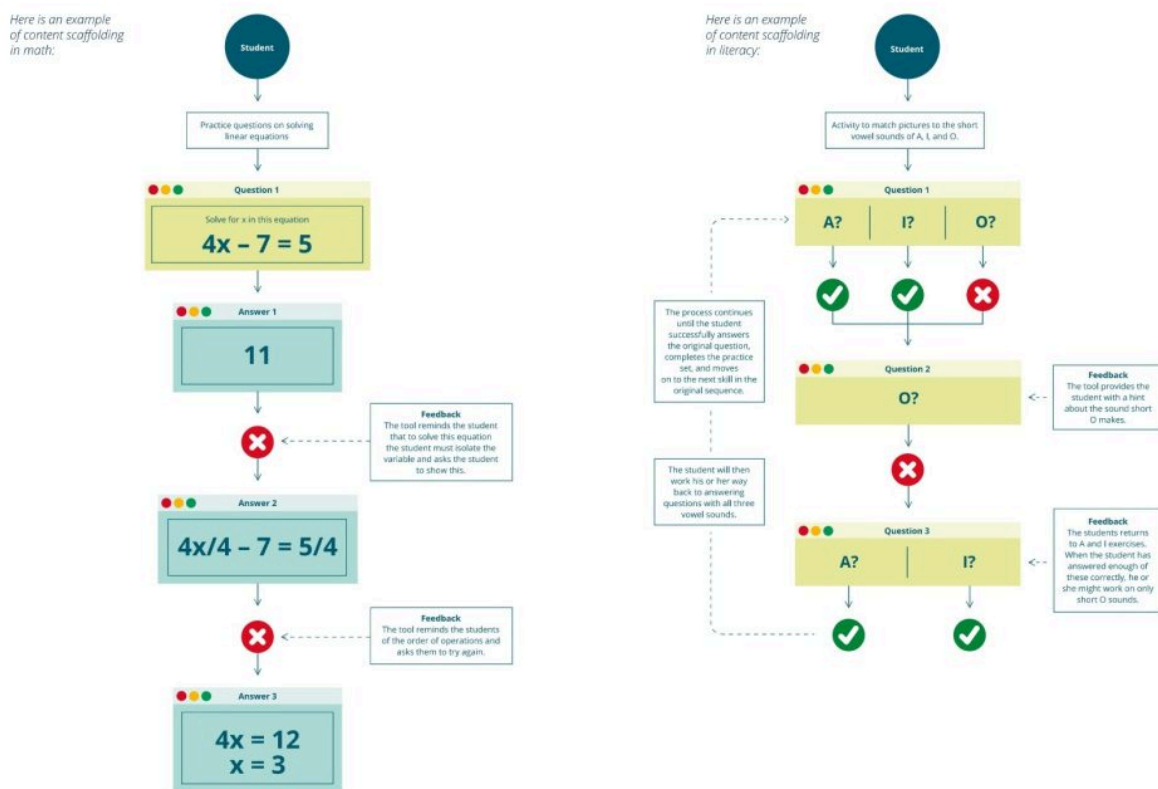 Here is an example
of content scaffolding
in math:
Student
Practice questions on solving
linear equations
Question 1
Solve for x in this equation
4x – 7 = 5
Answer 1
11
Feedback
The tool reminds the student
that to solve this equation
the student must isolate the
variable and asks the student
to show this.
Answer 2
4x/4 – 7 = 5/4
Feedback
The tool reminds the students
of the order of operations and
asks them to try again.
Answer 3
4x = 12
x = 3
Here is an example
of content scaffolding
in literacy:
Student
Activity to match pictures to the short
vowel sounds of A, I, and O.
Question 1
A? I? O?
The process continues
until the student
successfully answers
the original question,
completes the practice
set, and moves
on to the next skill in the
original sequence.
Question 2
O?
Feedback
The tool provides the
student with a hint
about the sound short
O makes.
The student will then
work his or her way
back to answering
questions with all three
vowel sounds.
Question 3
A? I?
Feedback
The students returns
to A and I exercises.
When the student has
answered enough of
these correctly, he or
she might work on only
short O sounds.